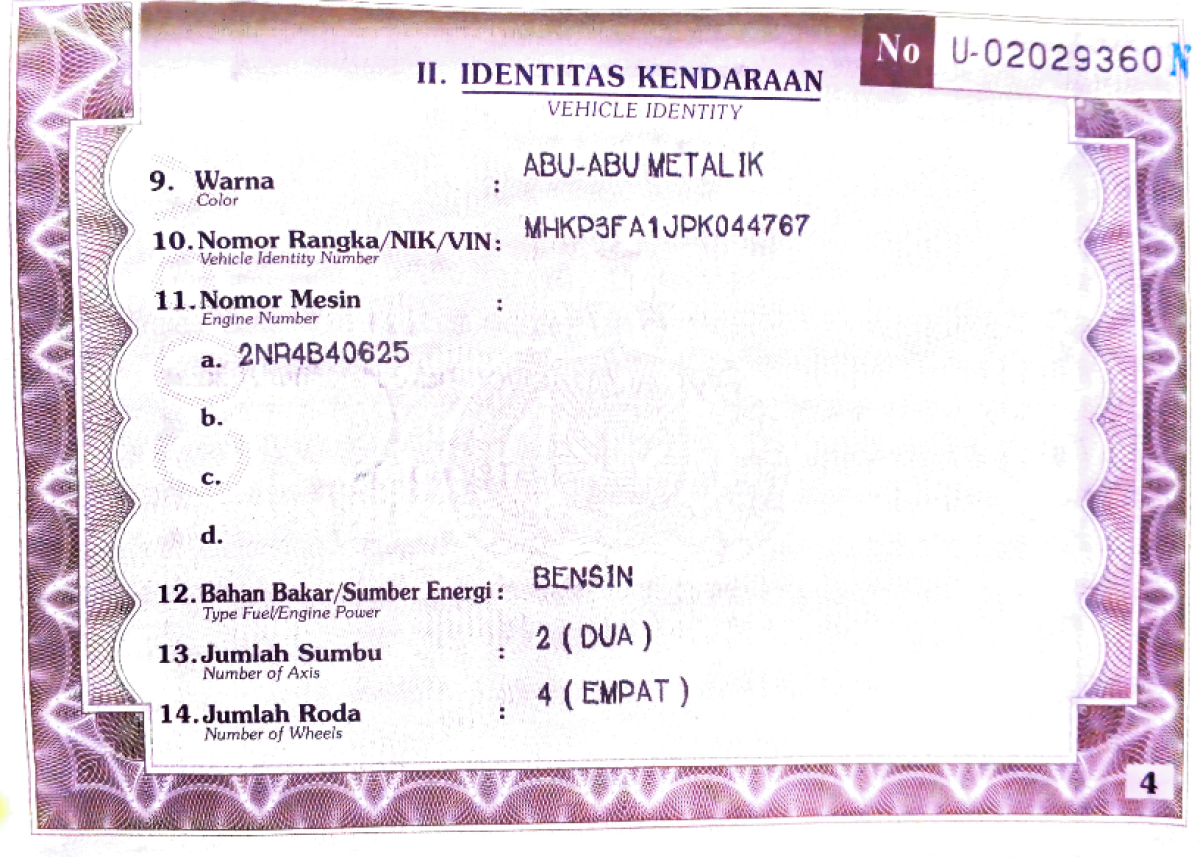 No U-02029360 N
II. IDENTITAS KENDARAAN
VEHICLE IDENTITY
9. Warna : ABU-ABU METALIK
Color
10. Nomor Rangka/NIK/VIN: MHKP3FA1JPK044767
Vehicle Identity Number
11. Nomor Mesin :
Engine Number
a. 2NR4B40625
b.
c.
d.
12. Bahan Bakar/Sumber Energi : BENSIN
Type Fuel/Engine Power
13. Jumlah Sumbu : 2 ( DUA )
Number of Axis
14. Jumlah Roda : 4 ( EMPAT )
Number of Wheels
4